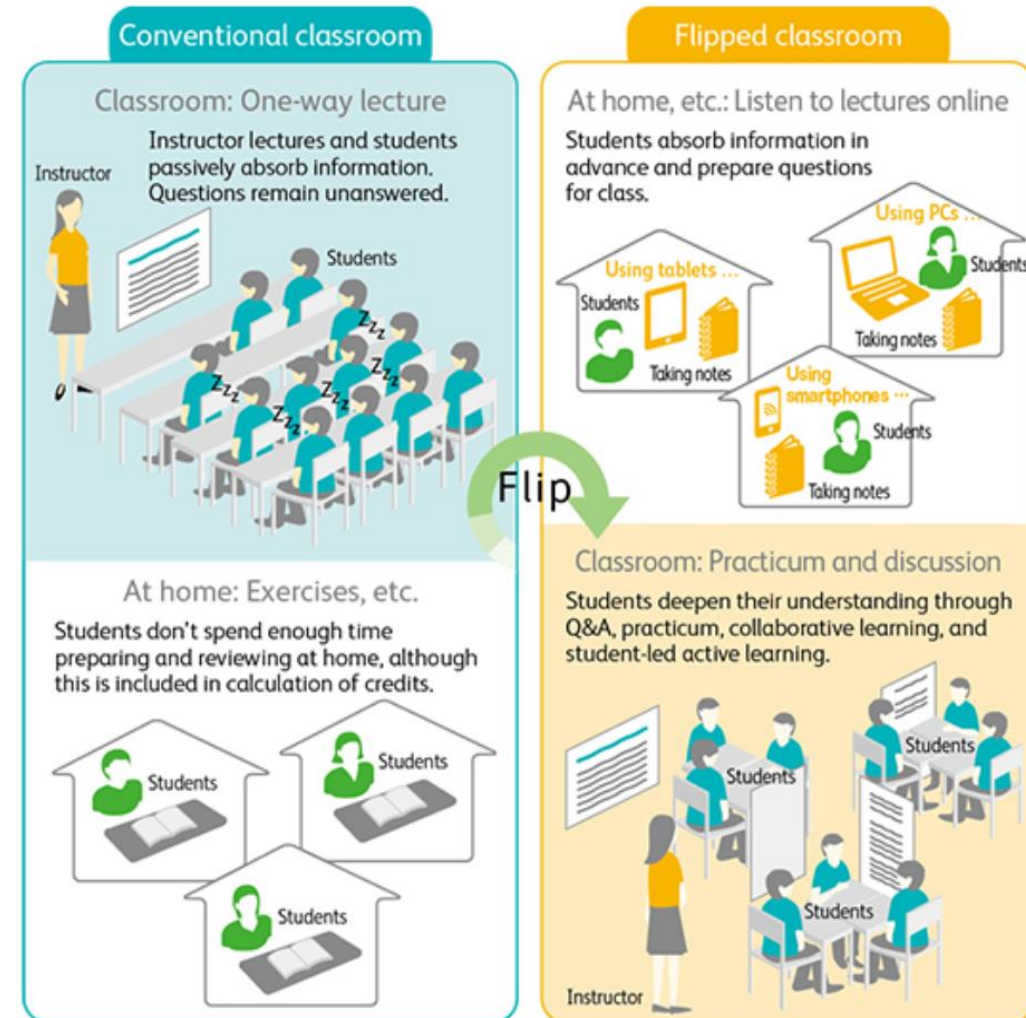 Conventional classroom
Classroom: One-way lecture
Instructor lectures and students
passively absorb information.
Questions remain unanswered.
Instructor
Students
Zzz
Zzz
Zzz
Zzz
Zzz
At home: Exercises, etc.
Students don't spend enough time
preparing and reviewing at home, although
this is included in calculation of credits.
Students
Students
Students
Flip
Flipped classroom
At home, etc.: Listen to lectures online
Students absorb information in
advance and prepare questions
for class.
Using PCs ...
Students
Taking notes
Using tablets ...
Students
Taking notes
Using
smartphones ...
Students
Taking notes
Classroom: Practicum and discussion
Students deepen their understanding through
Q&A, practicum, collaborative learning, and
student-led active learning.
Students
Students
Students
Instructor